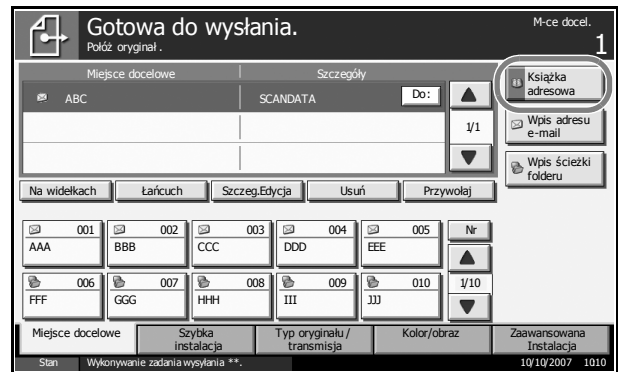 Gotowa do wysłania.
Położ oryginał.
M-ce docel.
1
Miejsce docelowe Szczegóły
ABC SCANDATA Do:
1/1
Książka
adresowa
Wpis adresu
e-mail
Wpis ścieżki
folderu
Na widełkach Łańcuch Szczeg.Edycja Usuń Przywołaj
001 002 003 004 005 Nr
AAA BBB CCC DDD EEE
006 007 008 009 010 1/10
FFF GGG HHH III JJJ
Miejsce docelowe Szybka instalacja Typ oryginału/ transmisja Kolor/obraz Zaawansowana Instalacja
Stan Wykonywanie zadania wysyłania **. 10/10/2007 1010